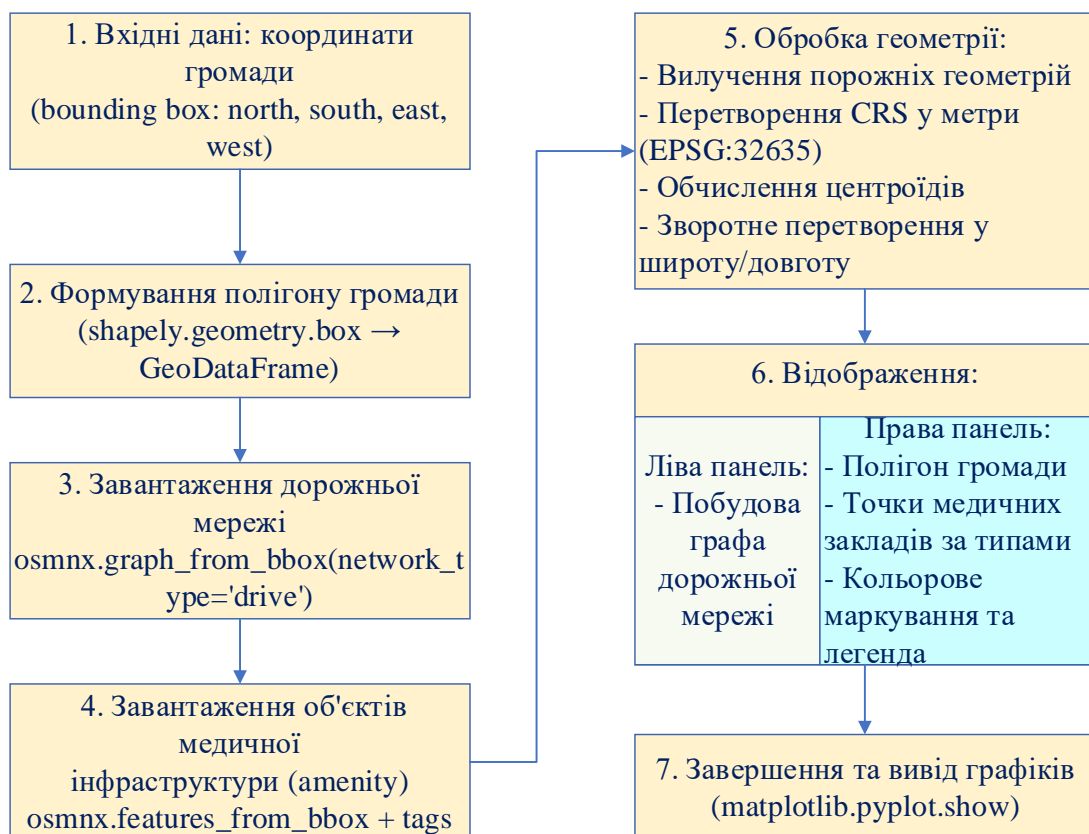 1. Вхідні дані: координати
громади
(bounding box: north, south, east,
west)
2. Формування полігону громади
(shapely.geometry.box →
GeoDataFrame)
3. Завантаження дорожньої
мережі
osmnx.graph_from_bbox(network_t
ype='drive')
4. Завантаження об'єктів
медичної
інфраструктури (amenity)
osmnx.features_from_bbox + tags
5. Обробка геометрії:
- Вилучення порожніх геометрій
- Перетворення CRS у метри
(EPSG:32635)
- Обчислення центроїдів
- Зворотне перетворення у
широту/довготу
6. Відображення:
Ліва панель:
- Побудова
графа
дорожньої
мережі
Права панель:
- Полігон громади
- Точки медичних
закладів за типами
- Кольорове
маркування та
легенда
7. Завершення та вивід графіків
(matplotlib.pyplot.show)